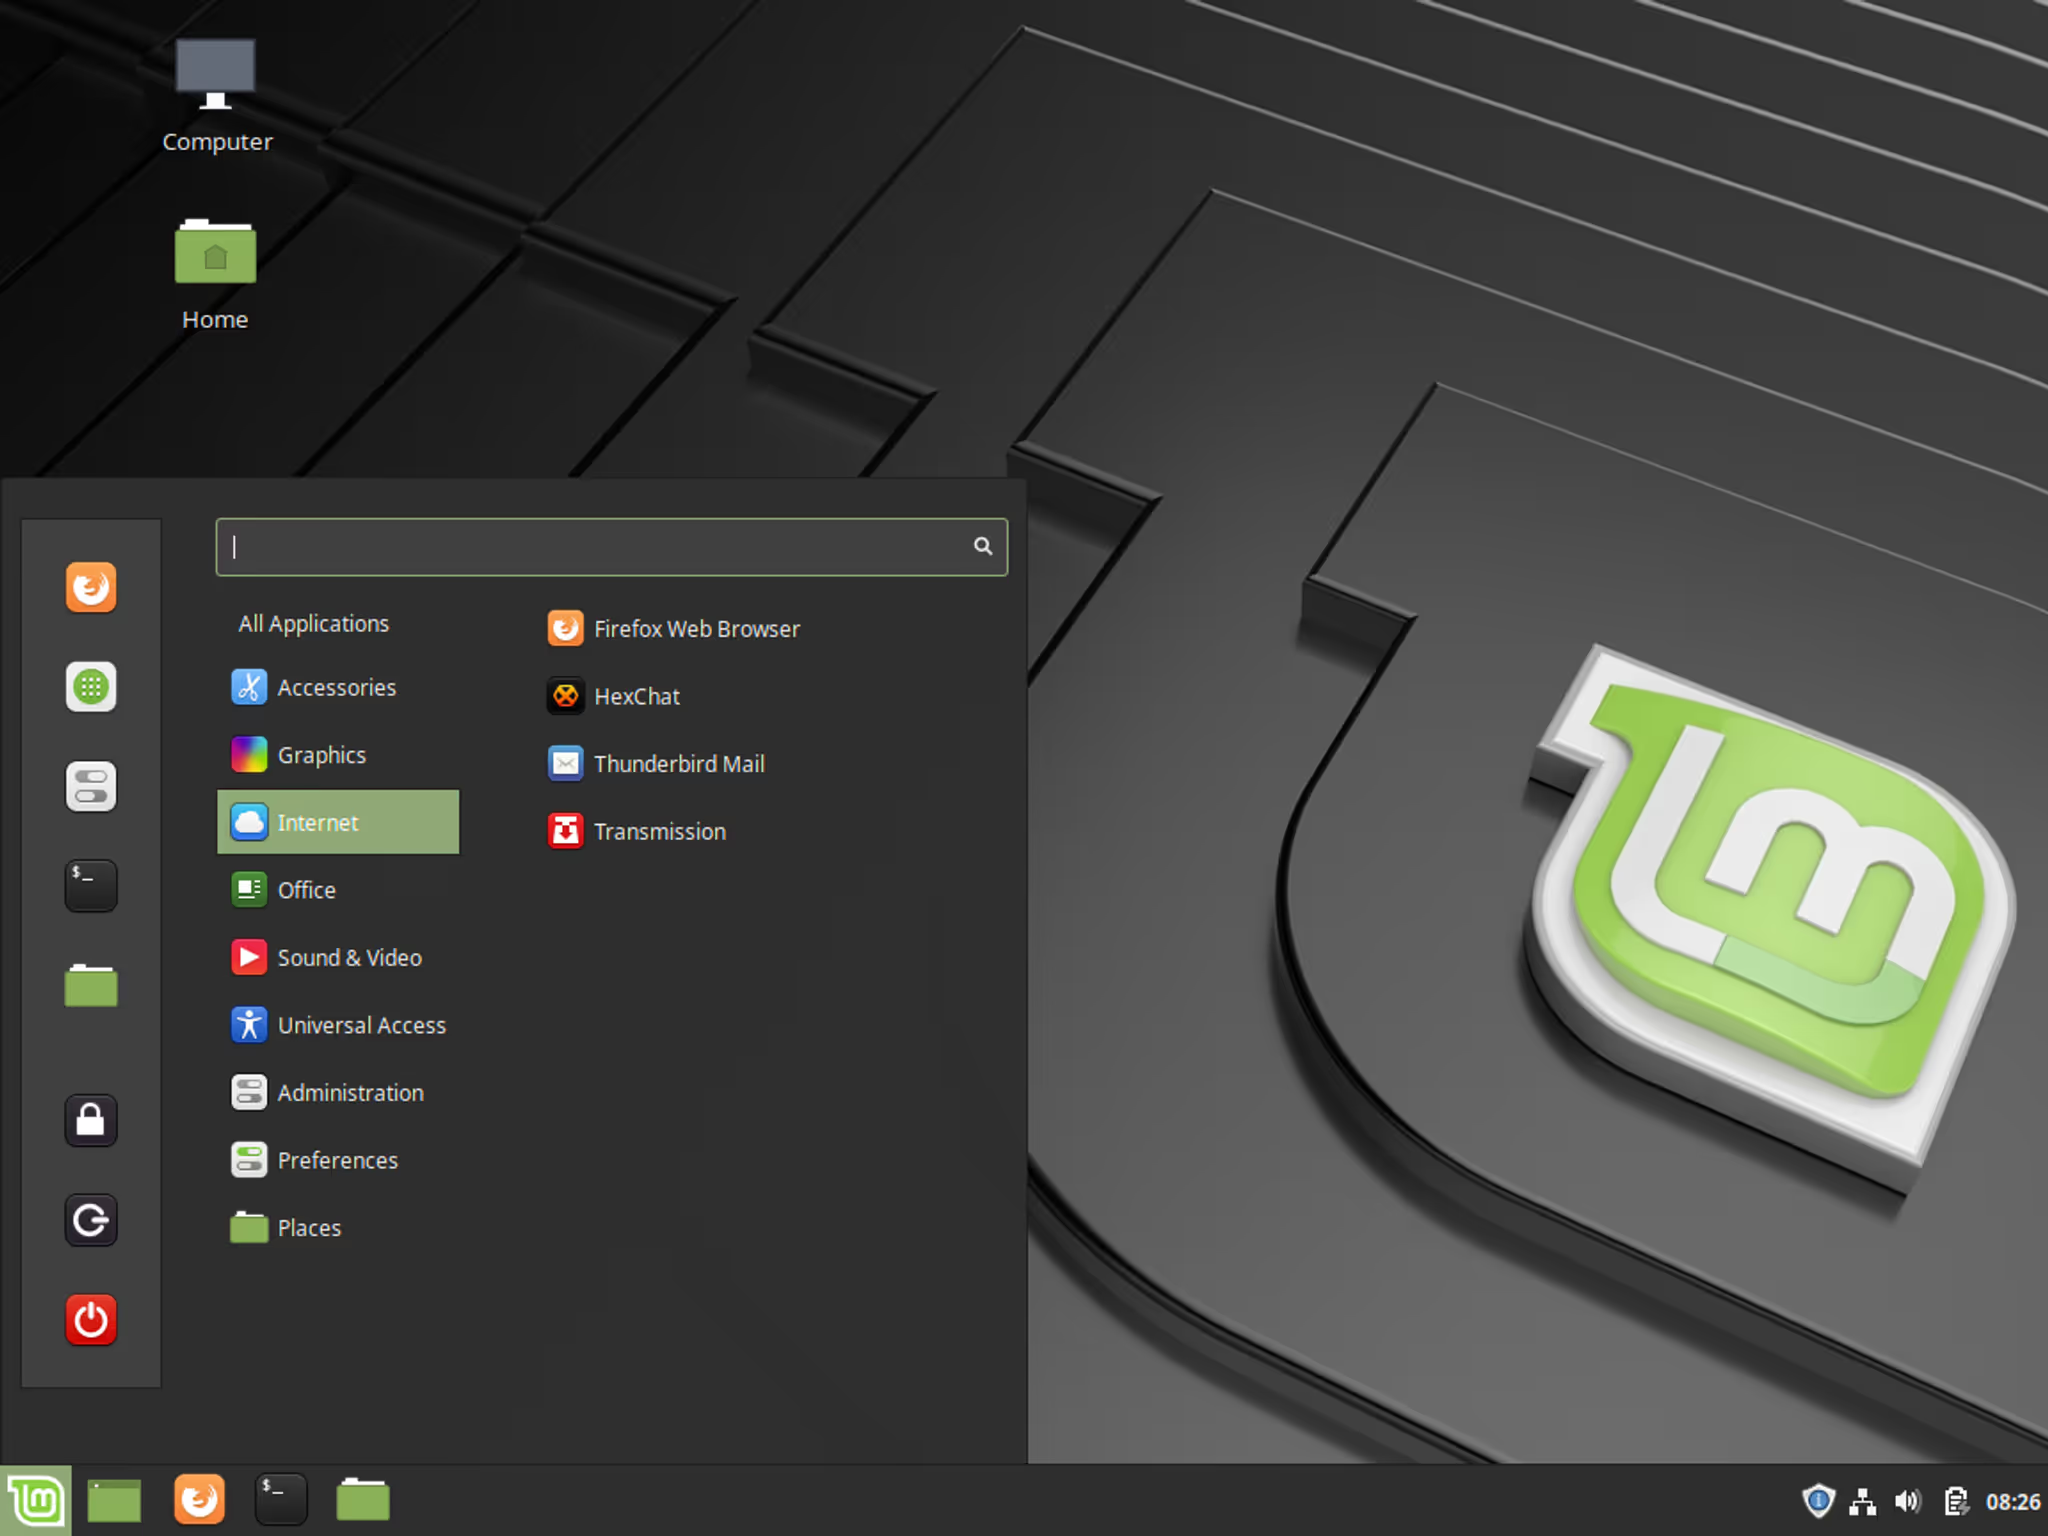 Computer
Home
All Applications
Accessories
Graphics
Internet
Office
Sound & Video
Universal Access
Administration
Preferences
Places
Firefox Web Browser
HexChat
Thunderbird Mail
Transmission
$_
$_
08:26